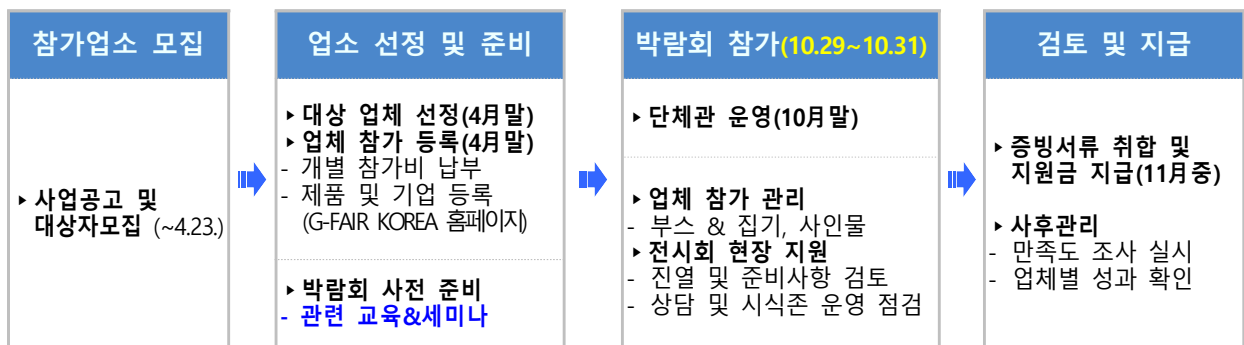 참가업소 모집
▸사업공고 및
대상자모집 (~4.23.)
업소 선정 및 준비
▸대상 업체 선정(4月말)
▸업체 참가 등록(4月말)
- 개별 참가비 납부
- 제품 및 기업 등록
(G-FAIR KOREA 홈페이지)
▸박람회 사전 준비
- 관련 교육&세미나
박람회 참가(10.29~10.31)
▸단체관 운영(10月말)
▸업체 참가 관리
- 부스 & 집기, 사인물
▸전시회 현장 지원
- 진열 및 준비사항 검토
- 상담 및 시식존 운영 점검
검토 및 지급
▸증빙서류 취합 및
지원금 지급(11月중)
▸사후관리
- 만족도 조사 실시
- 업체별 성과 확인